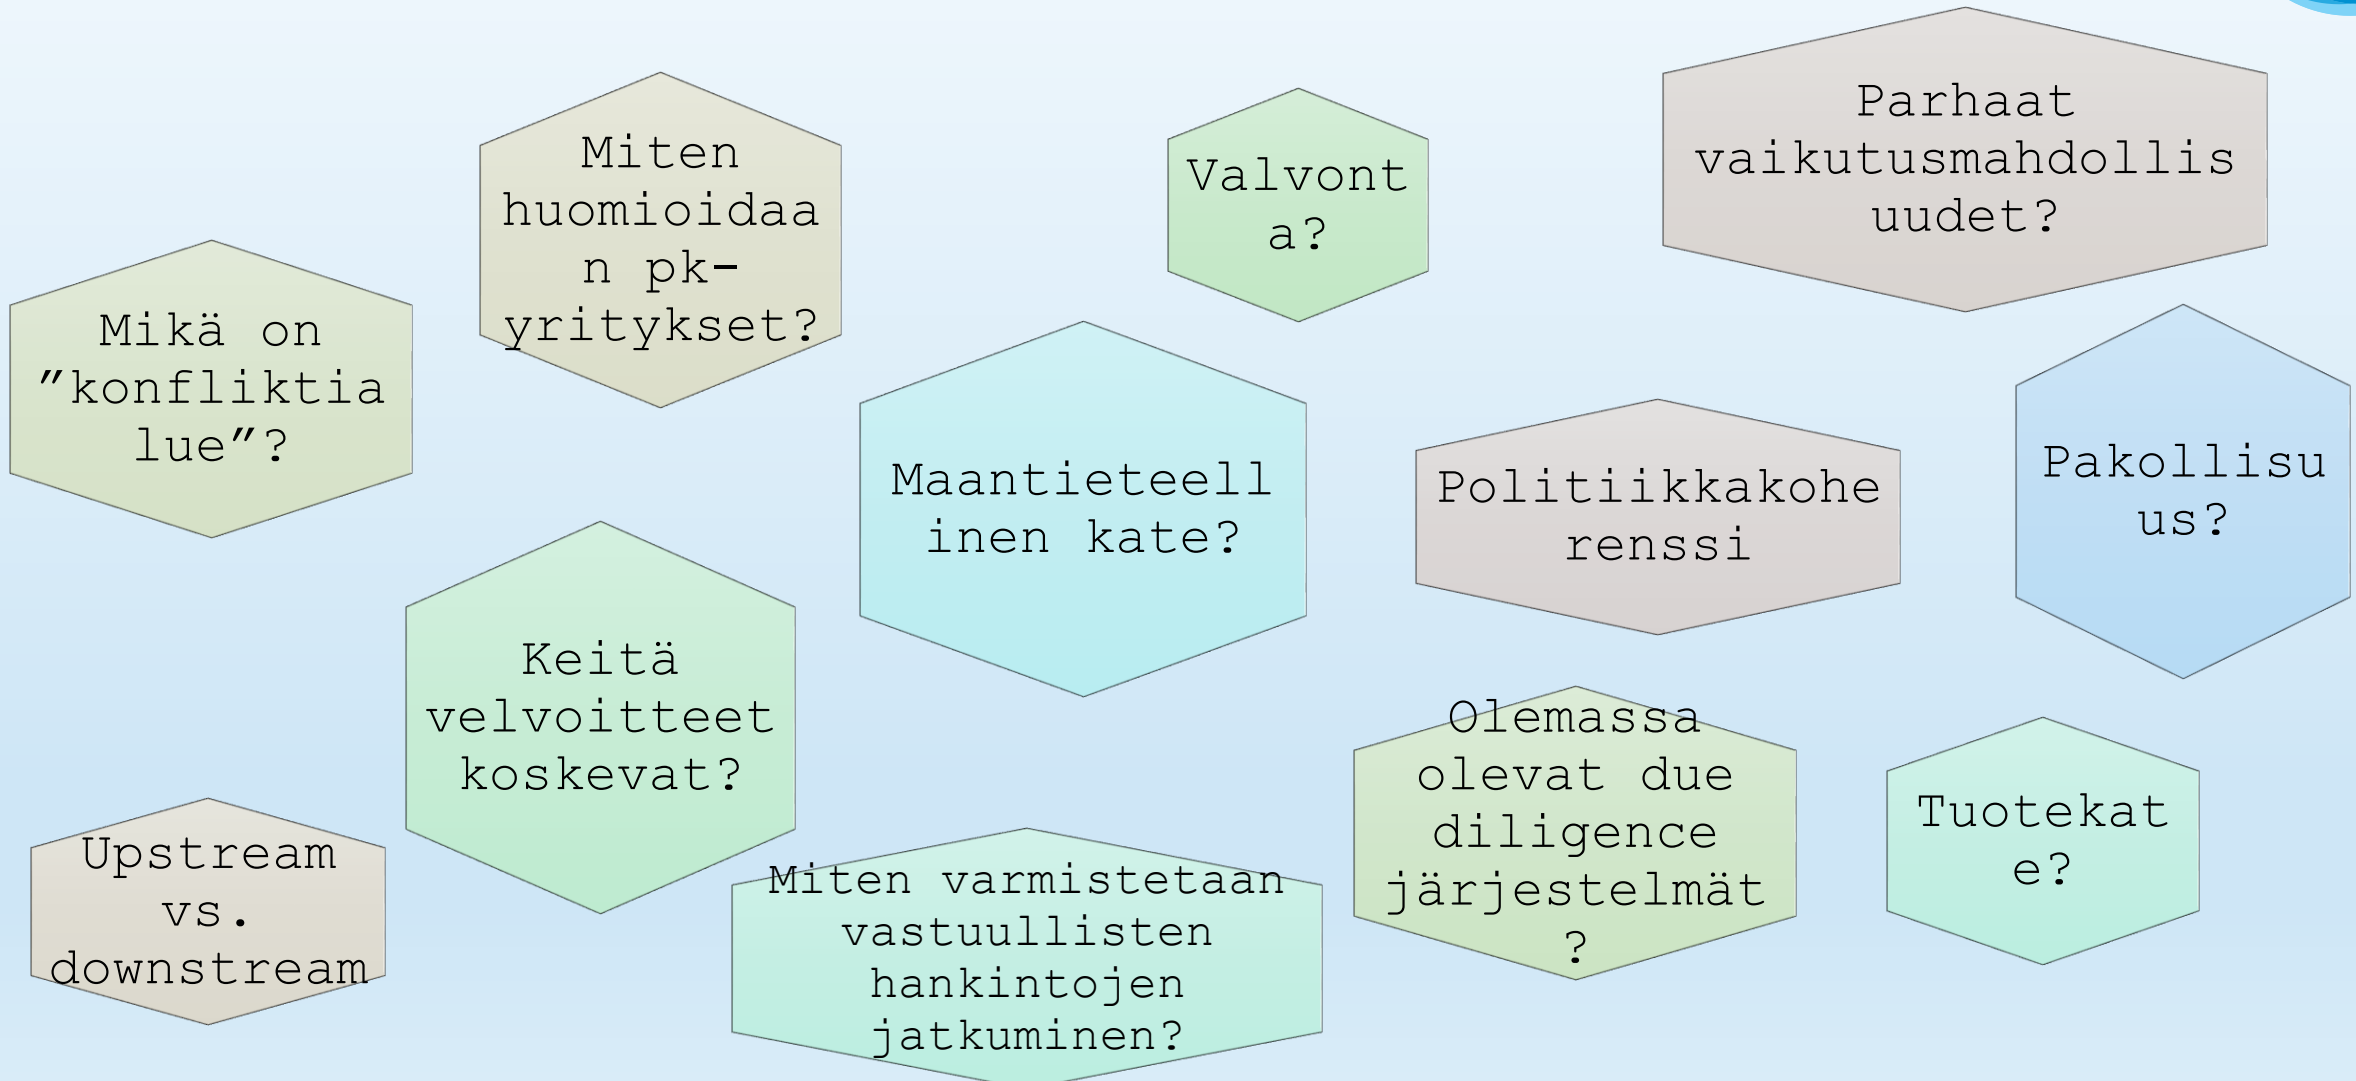 Mikä on
”konfliktia
lue”?
Miten
huomioidaa
n pk-
yritykset?
Valvont
a?
Parhaat
vaikutusmahdollis
uudet?
Maantieteell
inen kate?
Politiikkakohe
renssi
Pakollisu
us?
Keitä
velvoitteet
koskevat?
Upstream
vs.
downstream
Miten varmistetaan
vastuullisten
hankintojen
jatkuminen?
Olemassa
olevat due
diligence
järjestelmät
?
Tuotekat
e?